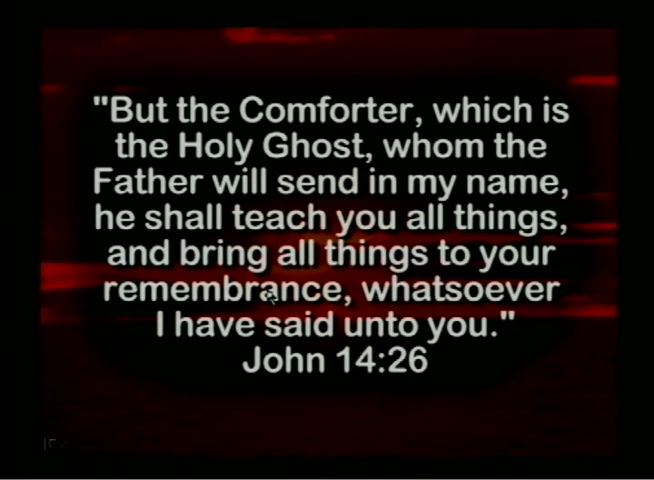 "But the Comforter, which is
the Holy Ghost, whom the
Father will send in my name,
he shall teach you all things,
and bring all things to your
remembrance, whatsoever
I have said unto you."
John 14:26